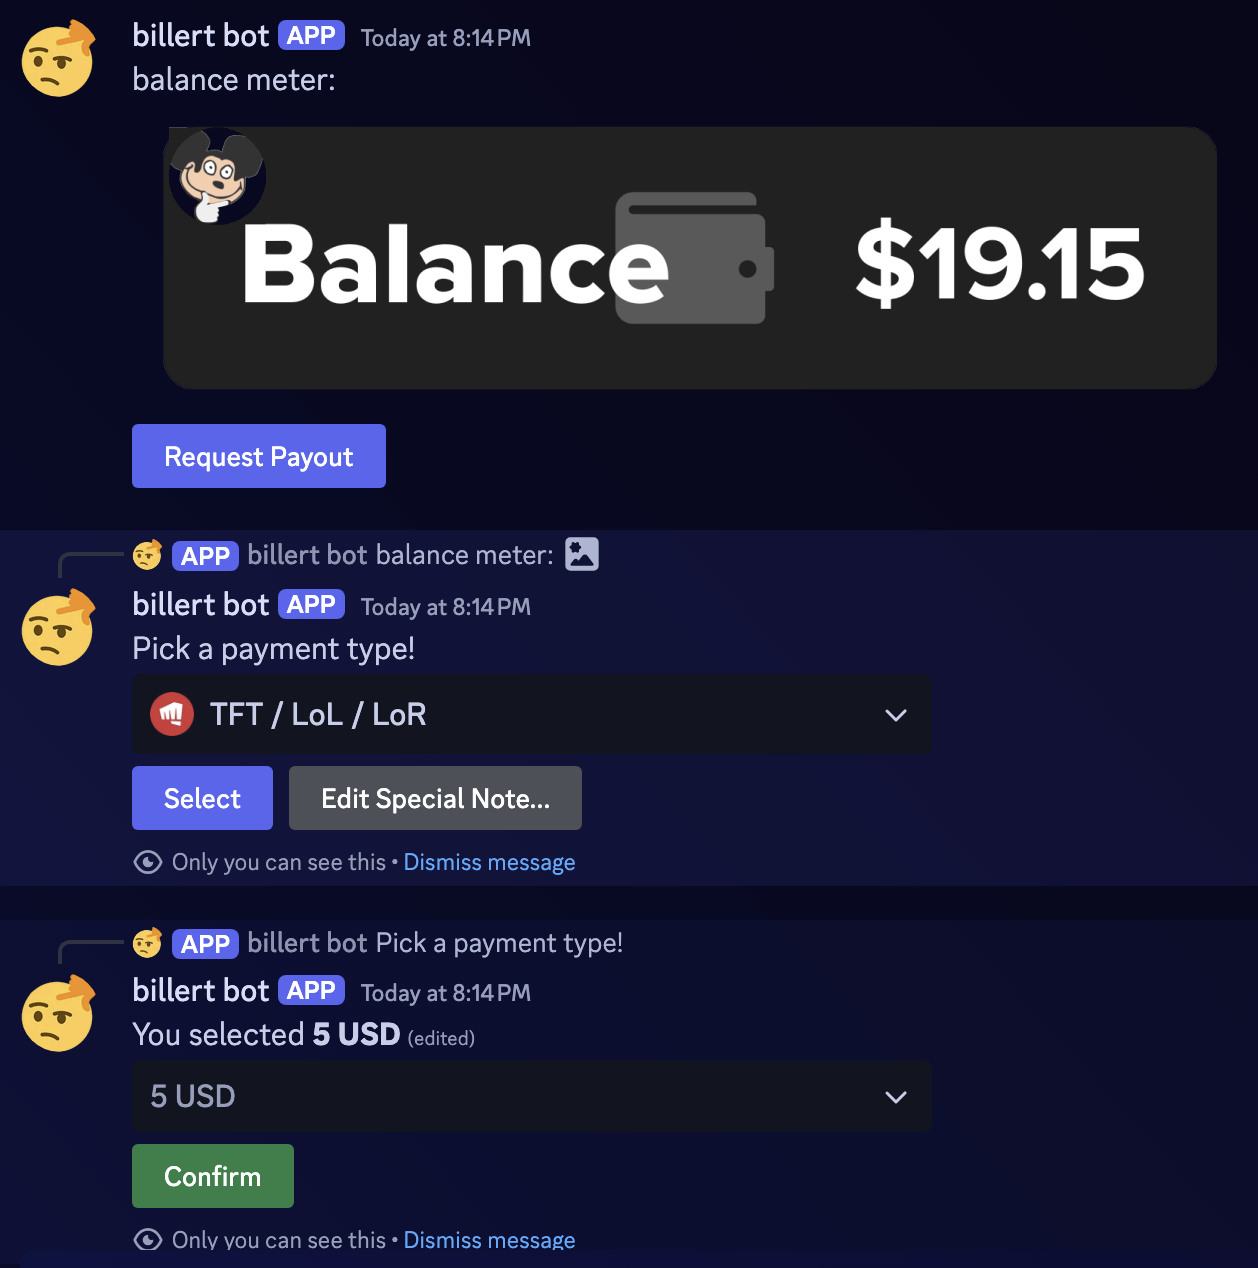 billert bot APP Today at 8:14 PM
balance meter:
Balance $19.15
Request Payout
APP billert bot balance meter:
billert bot APP Today at 8:14 PM
Pick a payment type!
TFT / LoL / LoR
Select Edit Special Note...
Only you can see this • Dismiss message
APP billert bot Pick a payment type!
billert bot APP Today at 8:14 PM
You selected 5 USD (edited)
5 USD
Confirm
Only you can see this • Dismiss message